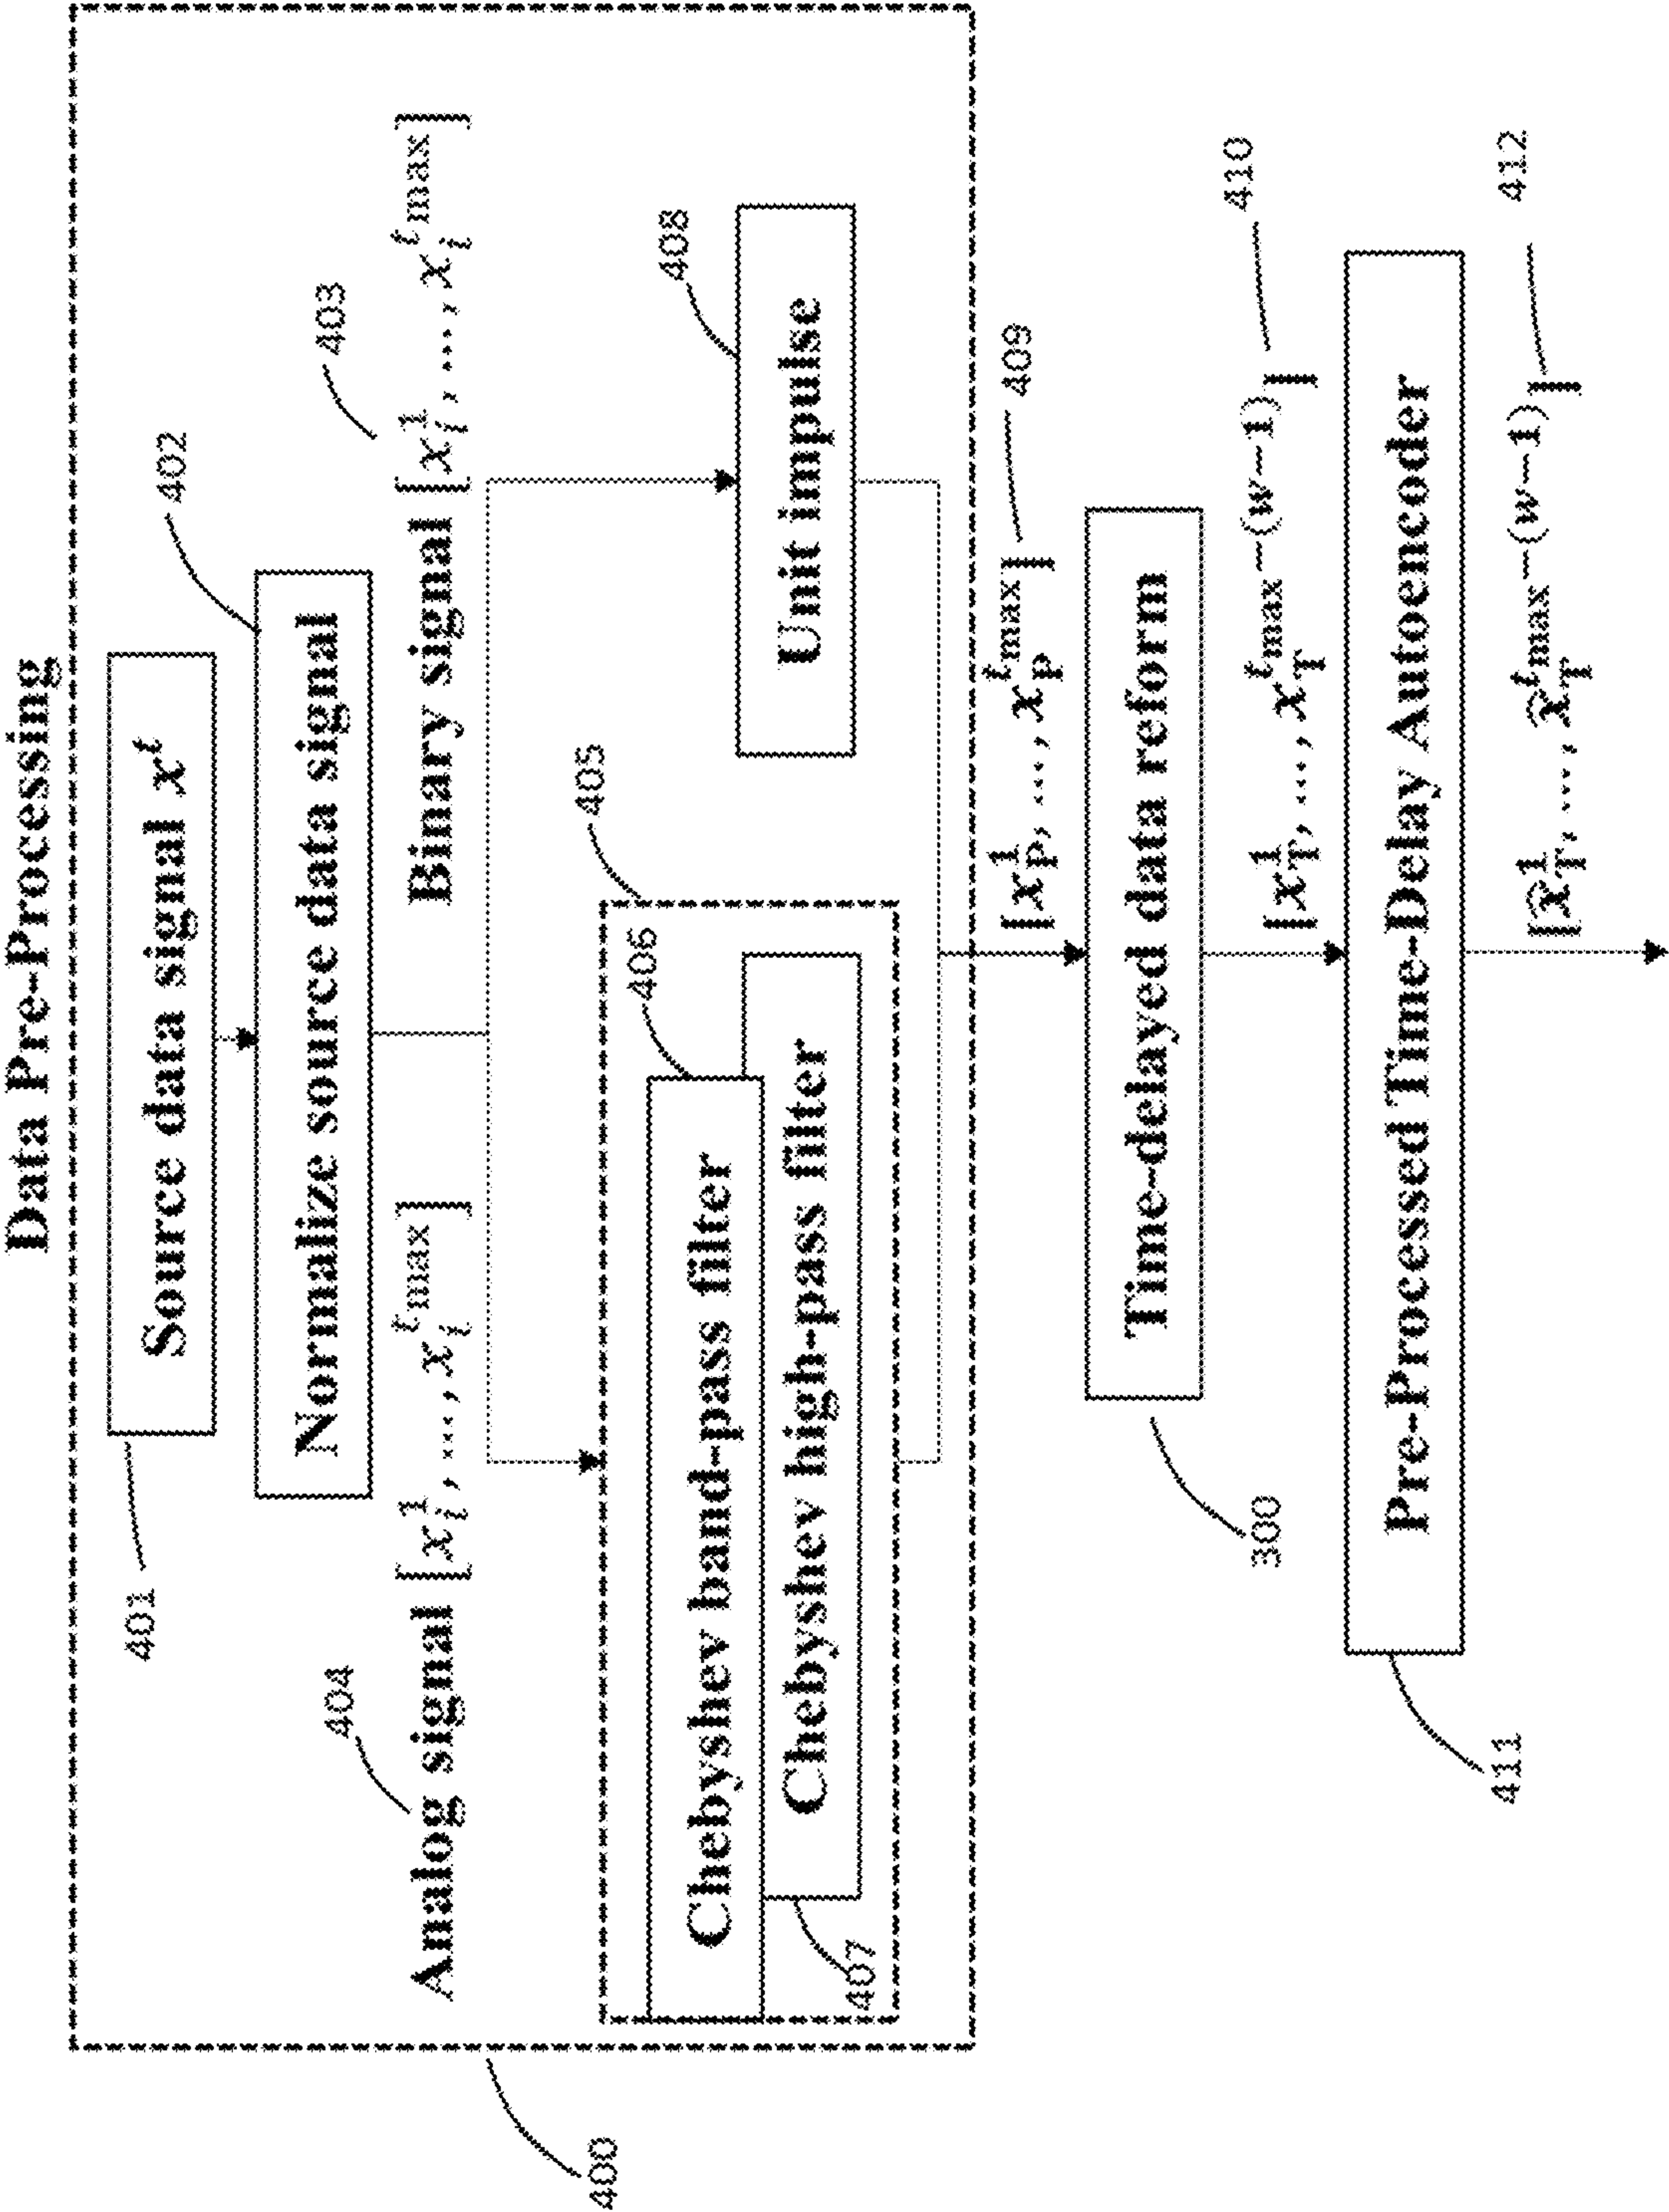 Data Pre-Processing
401
Source data signal x^t
402
Normalize source data signal
404
403
Analog signal [x_i^1, ..., x_i^{t_max}]
Binary signal [x_i^1, ..., x_i^{t_max}]
405
406
408
Chebyshev band-pass filter
Chebyshev high-pass filter
407
Unit impulse
400
[x_P^1, ..., x_P^{t_max}]
409
Time-delayed data reform
300
[x_T^1, ..., x_T^{t_max-(w-1)}]
410
Pre-Processed Time-Delay Autoencoder
411
[x̂_T^1, ..., x̂_T^{t_max-(w-1)}]
412